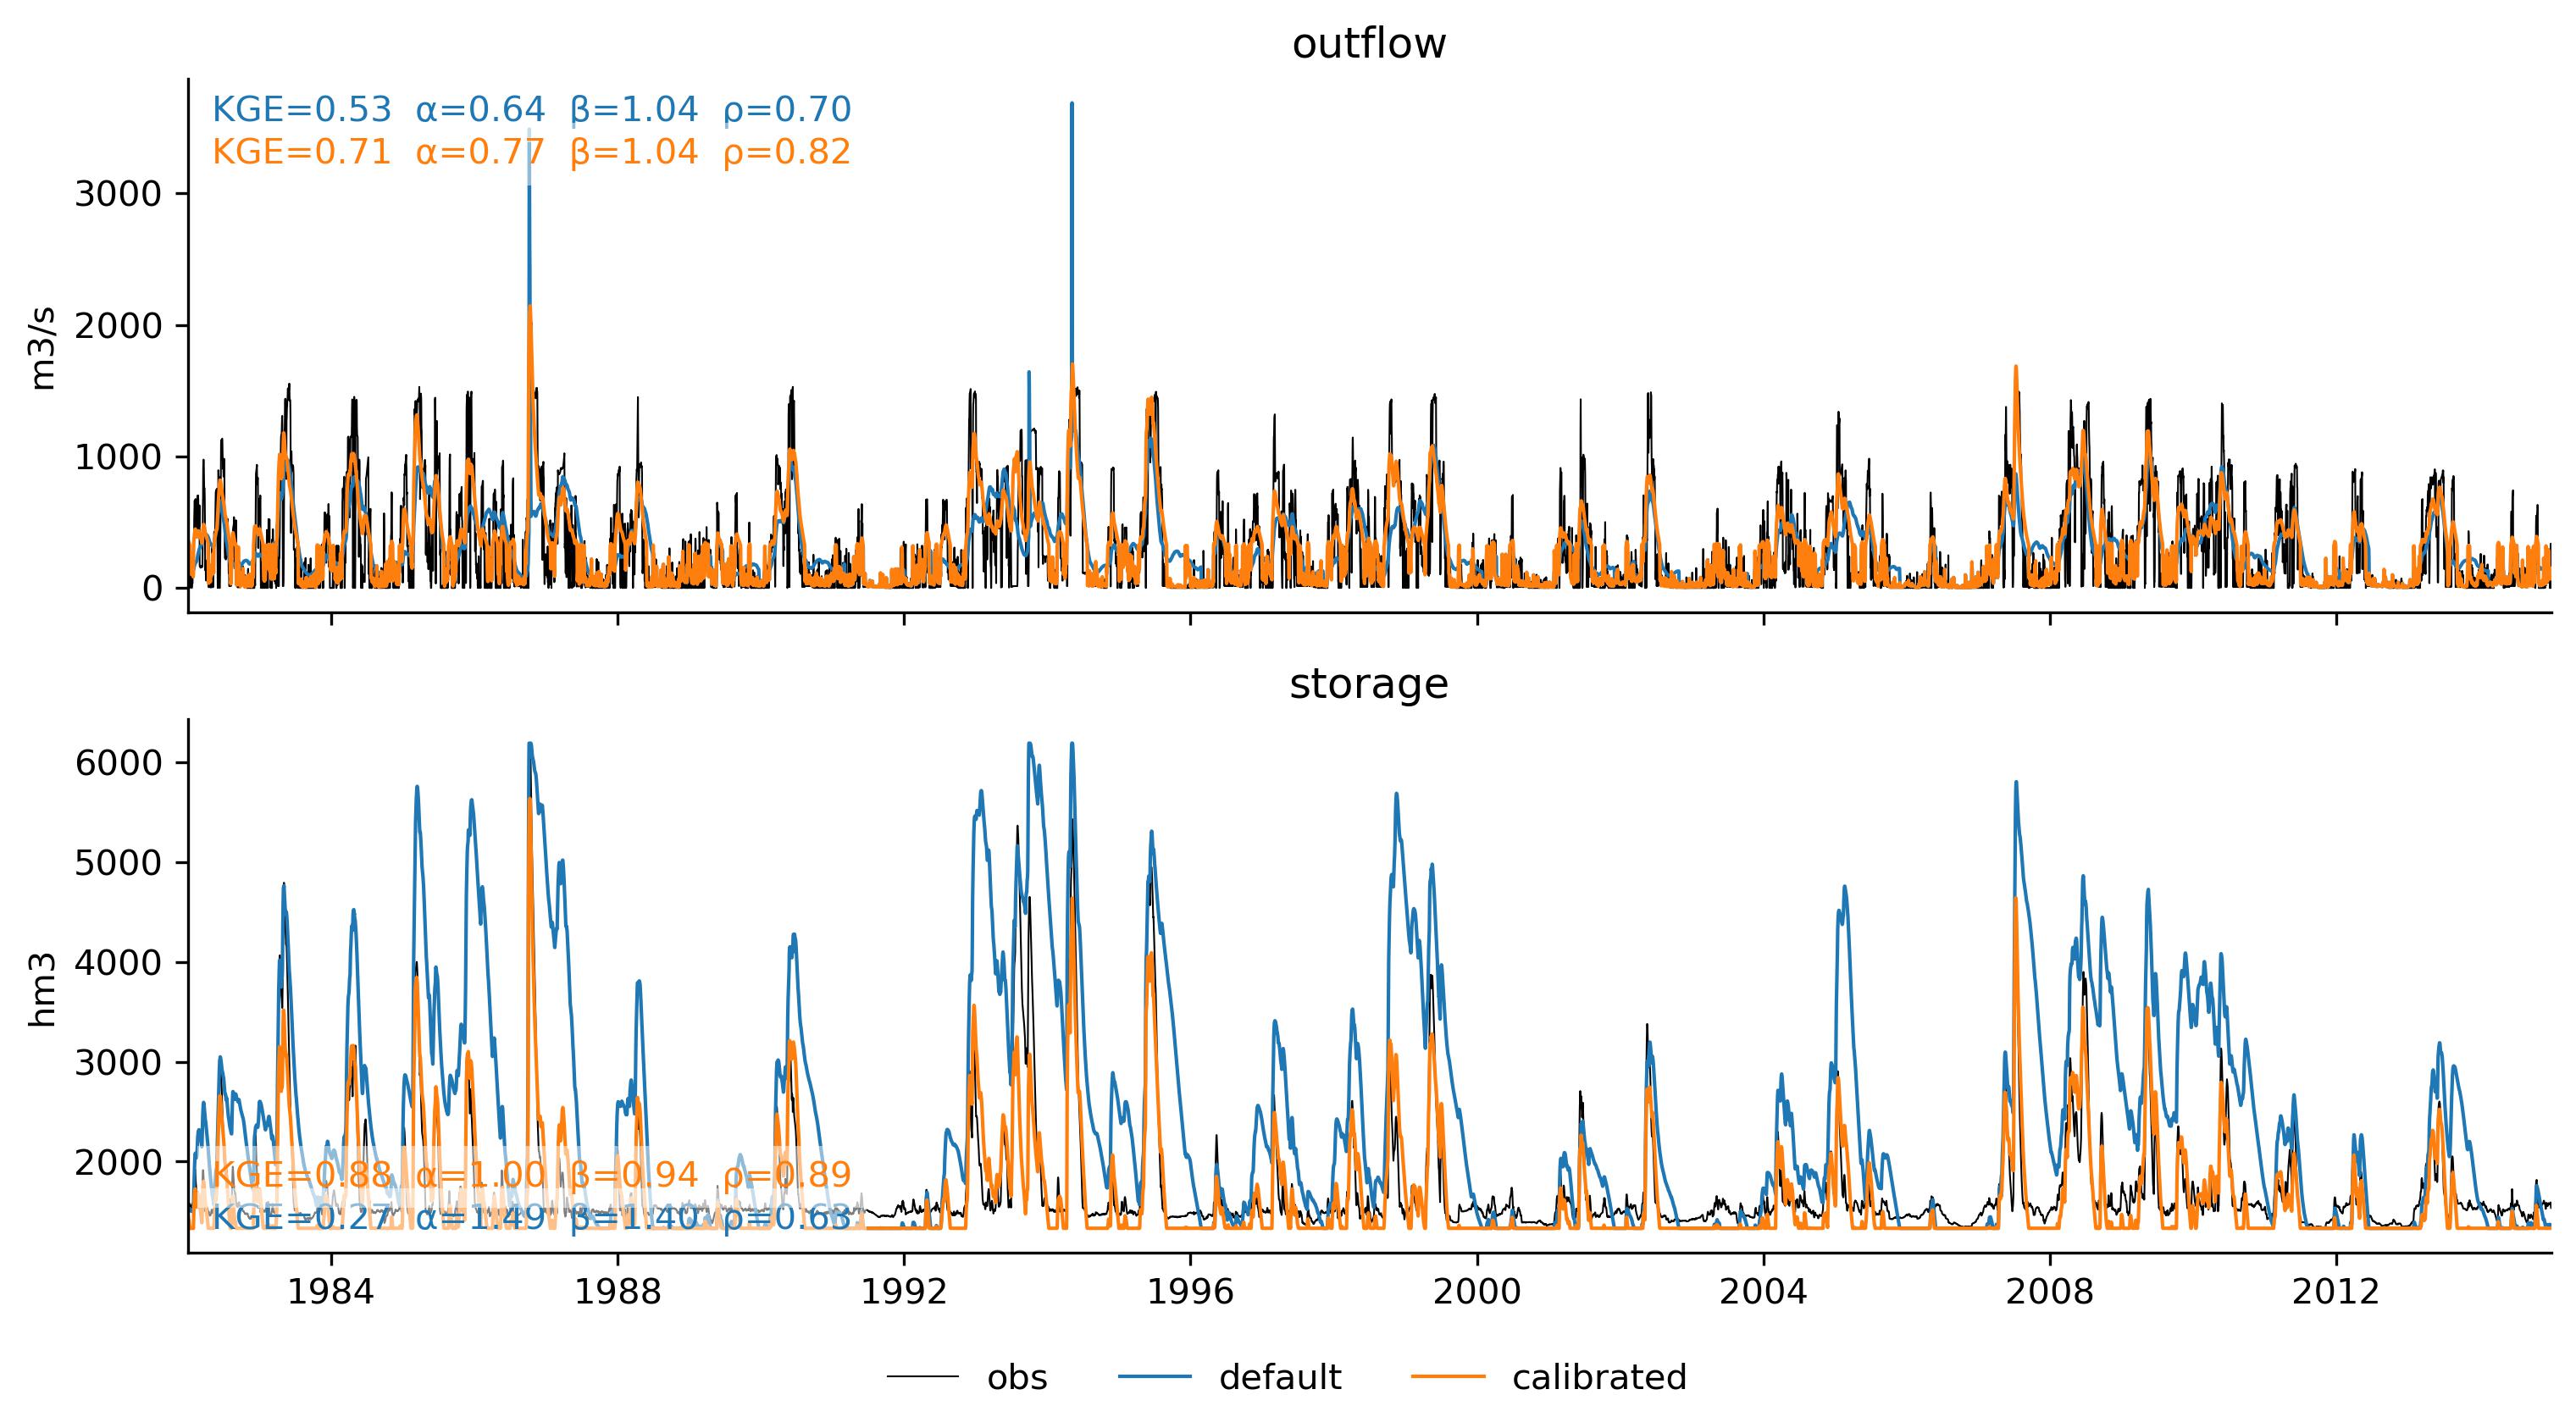 outflow
KGE=0.53 α=0.64 β=1.04 ρ=0.70
KGE=0.71 α=0.77 β=1.04 ρ=0.82
m3/s
3000
2000
1000
0
storage
hm3
6000
5000
4000
3000
2000
KGE=0.88 α=1.00 β=0.94 ρ=0.89
KGE=0.27 α=1.49 β=1.40 ρ=0.63
1984 1988 1992 1996 2000 2004 2008 2012
obs default calibrated